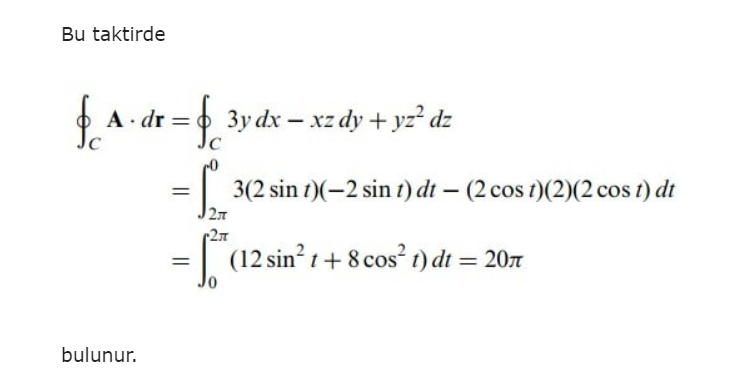 Bu taktirde
∮_C A · dr = ∮_C 3y dx − xz dy + yz² dz
= ∫_{2π}^{0} 3(2 sin t)(−2 sin t) dt − (2 cos t)(2)(2 cos t) dt
= ∫_{0}^{2π} (12 sin² t + 8 cos² t) dt = 20π
bulunur.